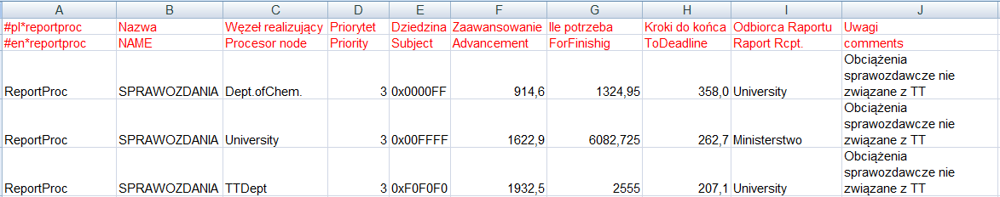 A B C D E F G H I J
#pl*reportproc Nazwa Węzeł realizujący Priorytet Dziedzina Zaawansowanie Ile potrzeba Kroki do końca Odbiorca Raportu Uwagi
#en*reportproc NAME Procesor node Priority Subject Advancement ForFinishig ToDeadline Raport Rcpt. comments
Obciążenia
sprawozdawcze nie
ReportProc SPRAWOZDANIA Dept.ofChem. 3 0x0000FF 914,6 1324,95 358,0 University związane z TT
Obciążenia
sprawozdawcze nie
ReportProc SPRAWOZDANIA University 3 0x00FFFF 1622,9 6082,725 262,7 Ministerstwo związane z TT
Obciążenia
sprawozdawcze nie
ReportProc SPRAWOZDANIA TTDept 3 0xF0F0F0 1932,5 2555 207,1 University związane z TT